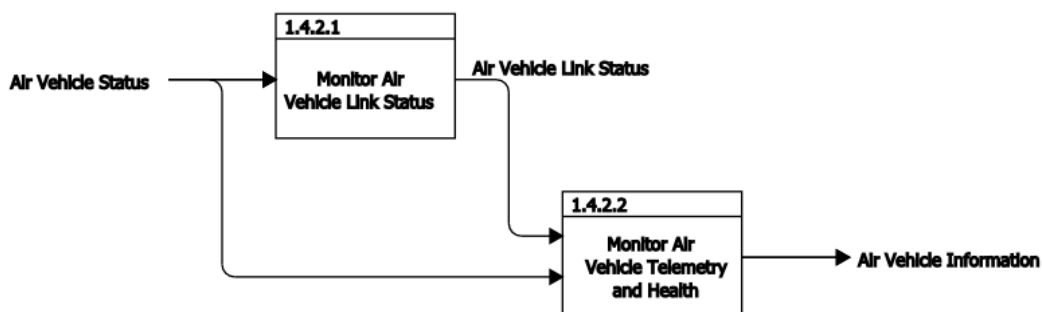 1.4.2.1
Air Vehicle Status
Monitor Air
Vehicle Link Status
Air Vehicle Link Status
1.4.2.2
Monitor Air
Vehicle Telemetry
and Health
Air Vehicle Information